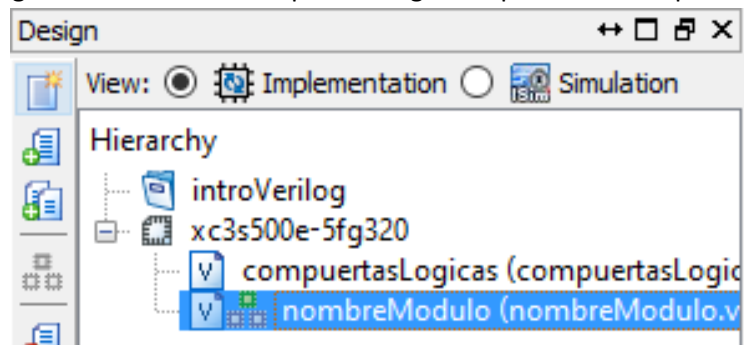 Design
View: Implementation Simulation
Hierarchy
introVerilog
xc3s500e-5fg320
compuertasLogicas (compuertasLogic
nombreModulo (nombreModulo.v